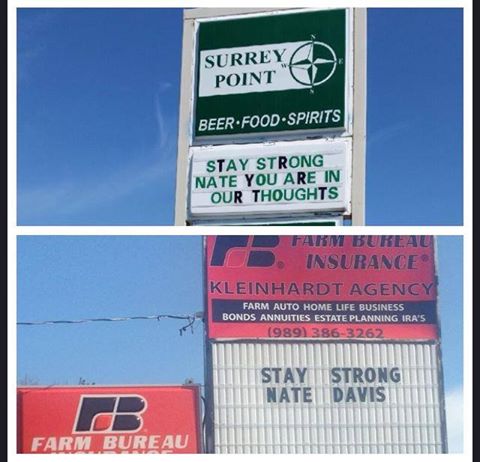 SURREY
POINT
W N E S
BEER•FOOD•SPIRITS
STAY STRONG
NATE YOU ARE IN
OUR THOUGHTS
FARM BUREAU
INSURANCE®
KLEINHARDT AGENCY
FARM AUTO HOME LIFE BUSINESS
BONDS ANNUITIES ESTATE PLANNING IRA'S
(989) 386-3262
STAY STRONG
NATE DAVIS
FB
FARM BUREAU
INSURANCE